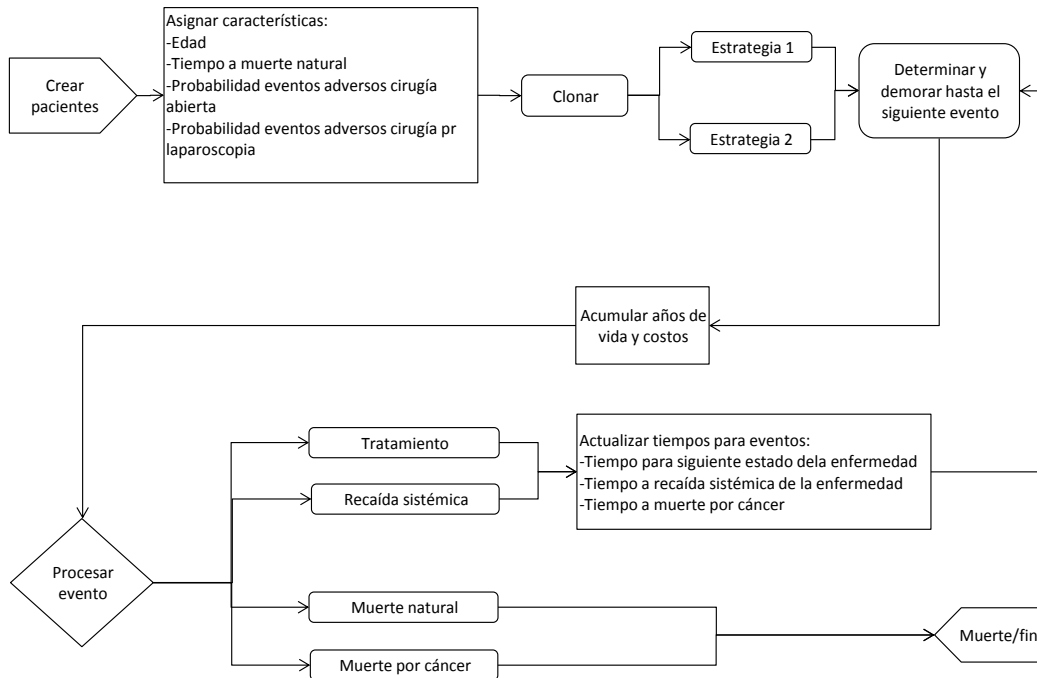 Crear
pacientes
Asignar características:
-Edad
-Tiempo a muerte natural
-Probabilidad eventos adversos cirugía
abierta
-Probabilidad eventos adversos cirugía pr
laparoscopia
Clonar
Estrategia 1
Estrategia 2
Determinar y
demorar hasta el
siguiente evento
Acumular años de
vida y costos
Procesar
evento
Tratamiento
Recaída sistémica
Muerte natural
Muerte por cáncer
Actualizar tiempos para eventos:
-Tiempo para siguiente estado dela enfermedad
-Tiempo a recaída sistémica de la enfermedad
-Tiempo a muerte por cáncer
Muerte/fin